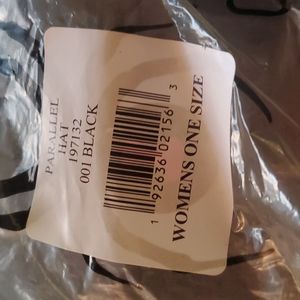 PARALLEL
HAT
197132
001 BLACK
1 92636 02156 3
WOMENS ONE SIZE